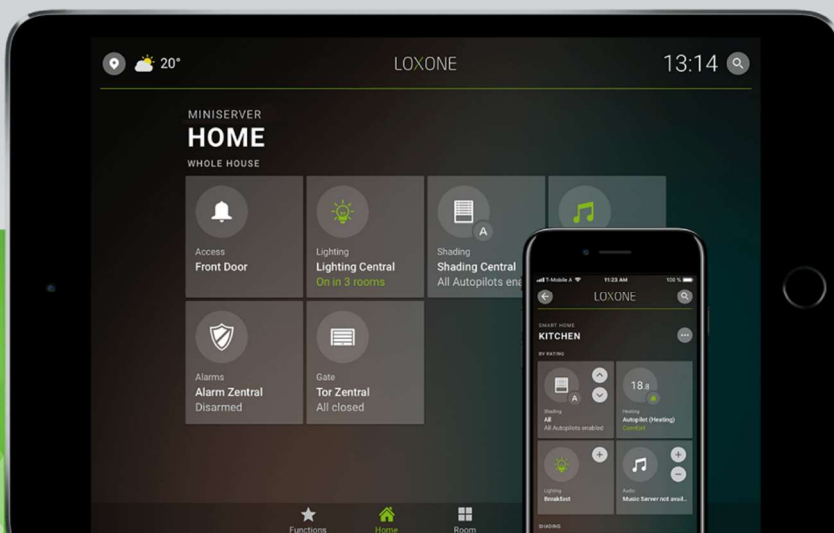 20°
LOXONE
13:14
MINISERVER
HOME
WHOLE HOUSE
Access
Front Door
Lighting
Lighting Central
On in 3 rooms
Shading
Shading Central
All Autopilots
A
Alarms
Alarm Zentral
Disarmed
Gate
Tor Zentral
All closed
Functions
Home
Room
T-Mobile A
11:23 AM
100 %
LOXONE
SMART HOME
KITCHEN
BY RATING
A
Shading
All
All Autopilots enabled
18.8
Heating
Autopilot (Heating)
Comfort
Lighting
Breakfast
Audio
Music Server not avail...
SHADING